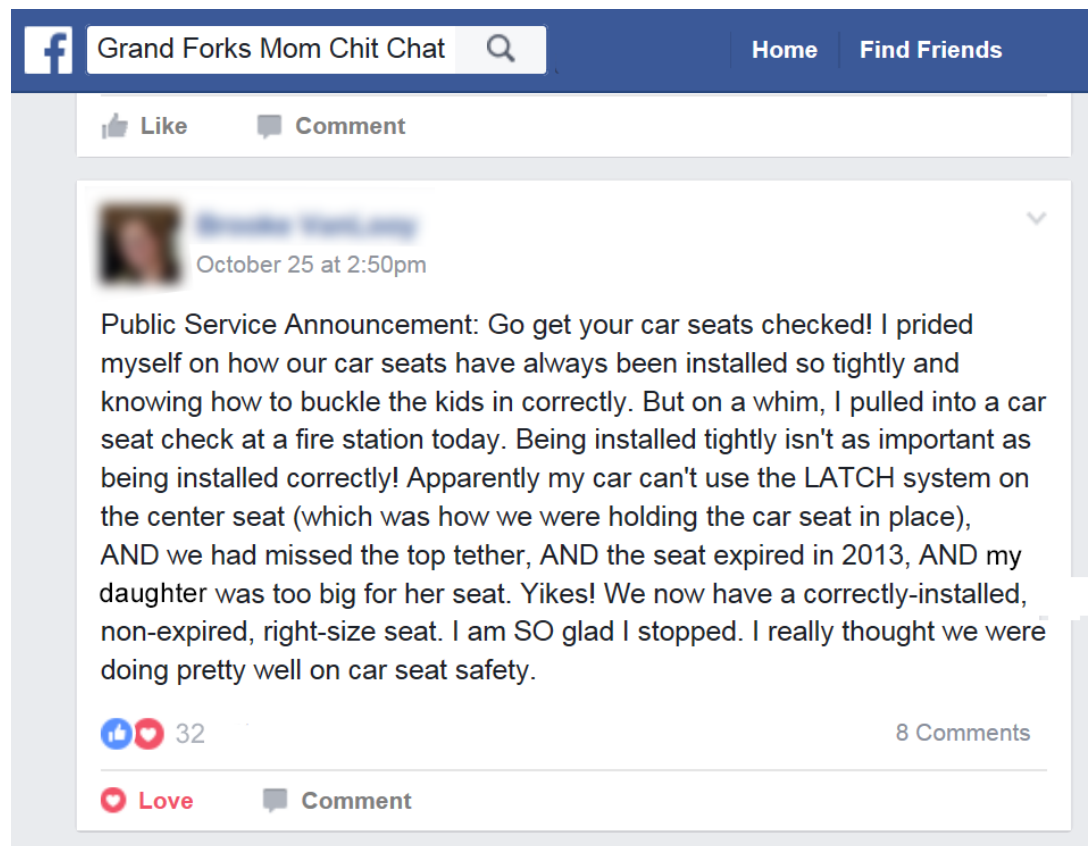 f Grand Forks Mom Chit Chat Home Find Friends
Like Comment
October 25 at 2:50pm
Public Service Announcement: Go get your car seats checked! I prided
myself on how our car seats have always been installed so tightly and
knowing how to buckle the kids in correctly. But on a whim, I pulled into a car
seat check at a fire station today. Being installed tightly isn't as important as
being installed correctly! Apparently my car can't use the LATCH system on
the center seat (which was how we were holding the car seat in place),
AND we had missed the top tether, AND the seat expired in 2013, AND my
daughter was too big for her seat. Yikes! We now have a correctly-installed,
non-expired, right-size seat. I am SO glad I stopped. I really thought we were
doing pretty well on car seat safety.
32 8 Comments
Love Comment